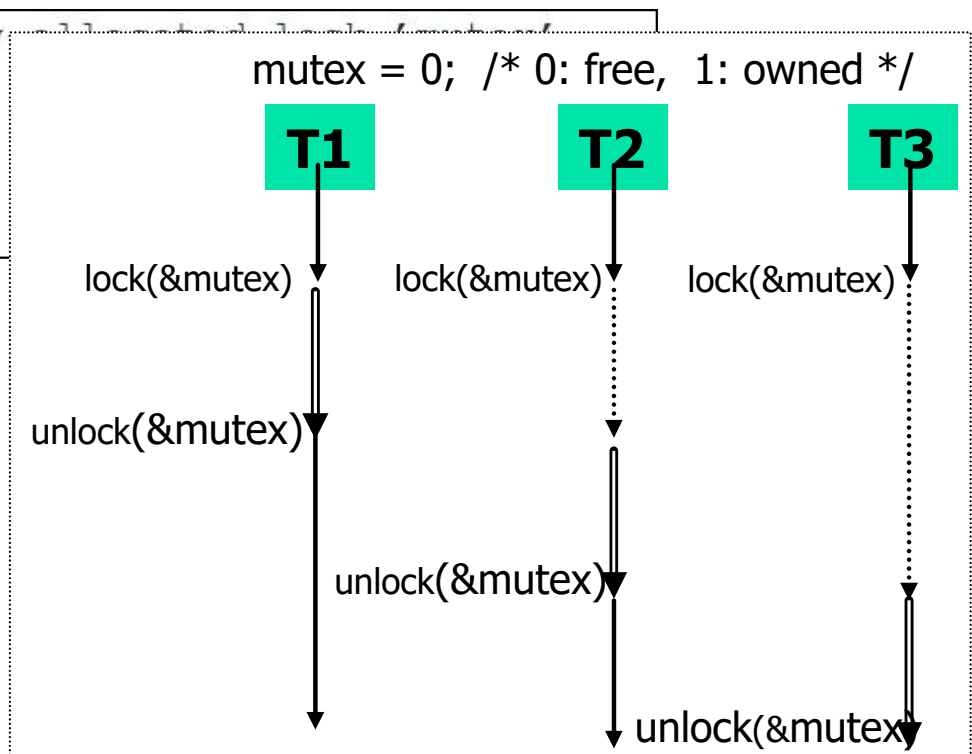 mutex = 0; /* 0: free, 1: owned */
T1 T2 T3
lock(&mutex) lock(&mutex) lock(&mutex)
unlock(&mutex)
unlock(&mutex)
unlock(&mutex)